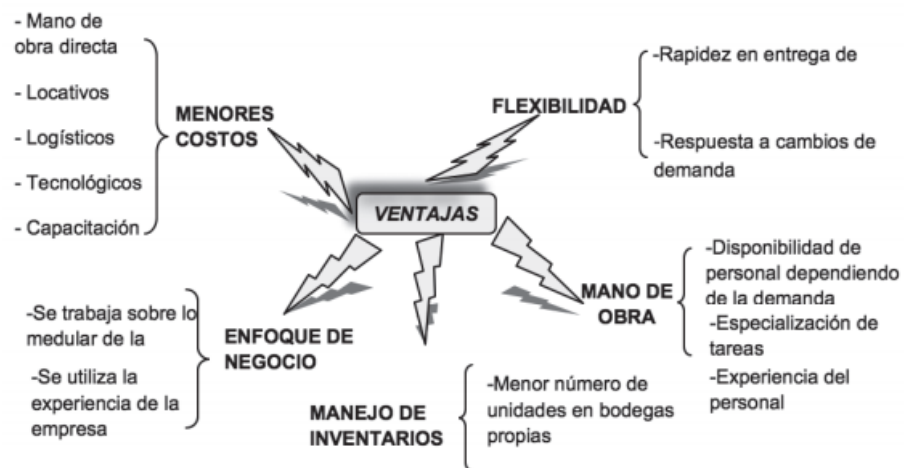 - Mano de
obra directa
- Locativos
- Logísticos
- Tecnológicos
- Capacitación
MENORES
COSTOS
FLEXIBILIDAD
-Rapidez en entrega de
-Respuesta a cambios de
demanda
VENTAJAS
-Se trabaja sobre lo
medular de la
-Se utiliza la
experiencia de la
empresa
ENFOQUE DE
NEGOCIO
MANEJO DE
INVENTARIOS
-Menor número de
unidades en bodegas
propias
MANO DE
OBRA
-Disponibilidad de
personal dependiendo
de la demanda
-Especialización de
tareas
-Experiencia del
personal